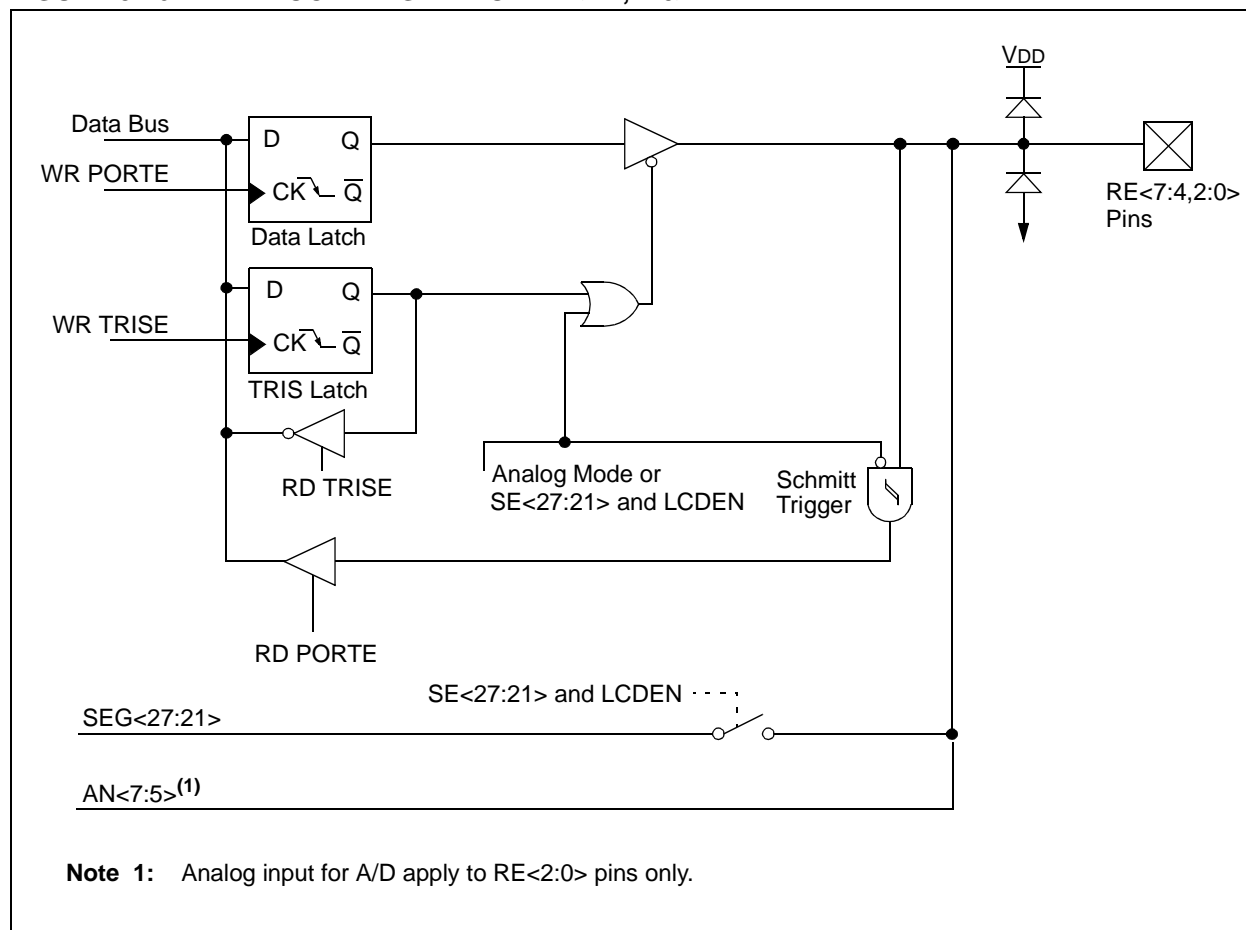 VDD
Data Bus
D Q
WR PORTE
CK Q
RE<7:4,2:0>
Pins
Data Latch
D Q
WR TRISE
CK Q
TRIS Latch
Analog Mode or
SE<27:21> and LCDEN
Schmitt
Trigger
RD TRISE
RD PORTE
SE<27:21> and LCDEN
SEG<27:21>
AN<7:5>(1)
Note 1: Analog input for A/D apply to RE<2:0> pins only.